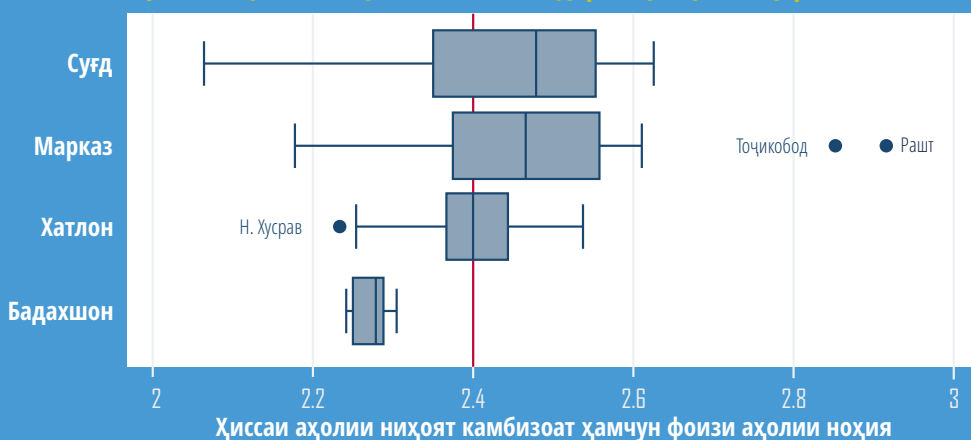 Суғд
Марказ
Тоҷикобод
Рашт
Хатлон
Н. Хусрав
Бадахшон
2 2.2 2.4 2.6 2.8 3
Ҳиссаи аҳолии ниҳоят камбизоат ҳамчун фоизи аҳолии ноҳия